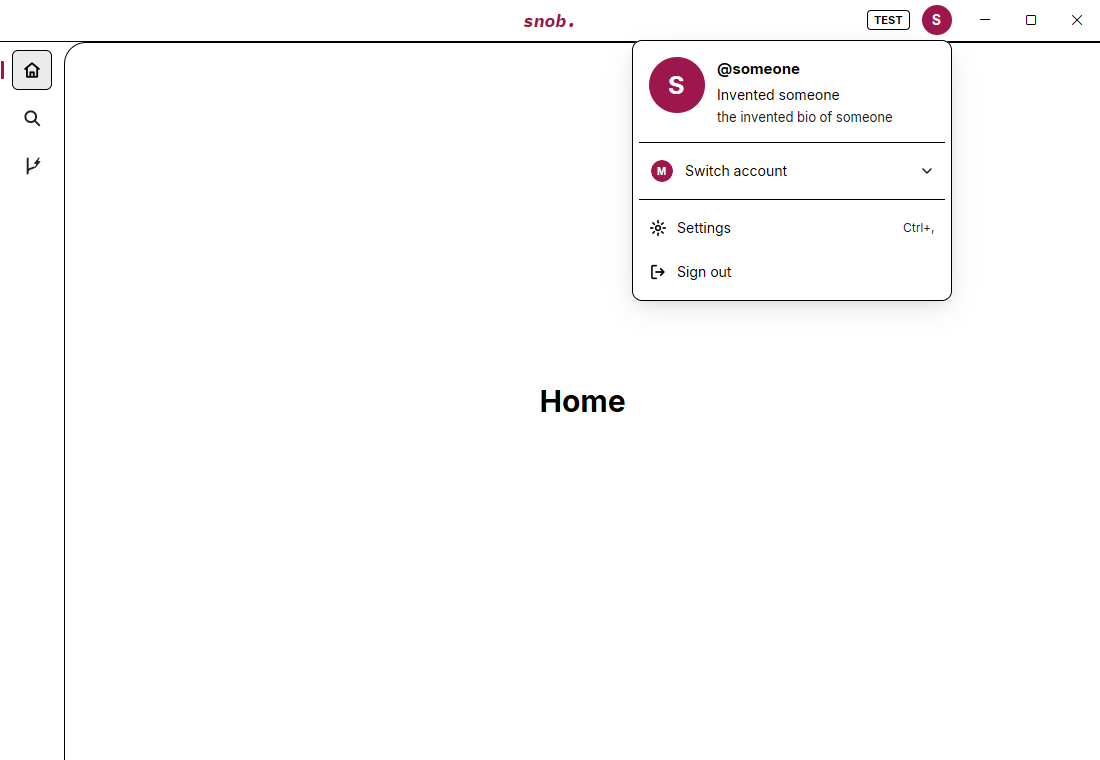 snob.
TEST
S
S
@someone
Invented someone
the invented bio of someone
M
Switch account
Settings
Ctrl+,
Sign out
Home